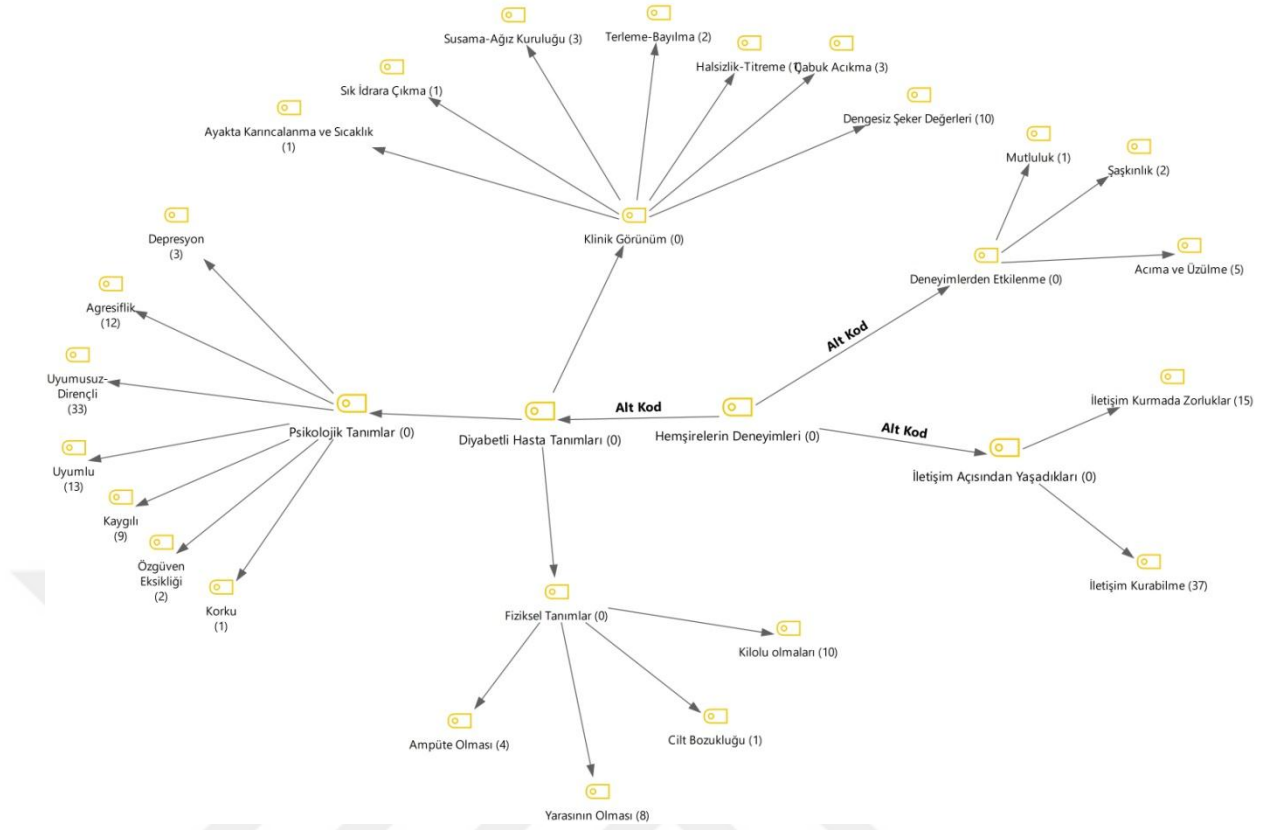 Susama-Ağız Kuruluğu (3)
Terleme-Bayılma (2)
Halsizlik-Titreme (1)
Çabuk Acıkma (3)
Sık İdrara Çıkma (1)
Dengesiz Şeker Değerleri (10)
Ayakta Karıncalanma ve Sıcaklık
(1)
Mutluluk (1)
Şaşkınlık (2)
Klinik Görünüm (0)
Depresyon
(3)
Deneyimlerden Etkilenme (0)
Acıma ve Üzülme (5)
Agresiflik
(12)
Alt Kod
Uyumusuz-
Dirençli
(33)
Alt Kod
İletişim Kurmada Zorluklar (15)
Psikolojik Tanımlar (0)
Diyabetli Hasta Tanımları (0)
Hemşirelerin Deneyimleri (0)
Alt Kod
Uyumlu
(13)
İletişim Açısından Yaşadıkları (0)
Kaygılı
(9)
Özgüven
Eksikliği
(2)
İletişim Kurabilme (37)
Korku
(1)
Fiziksel Tanımlar (0)
Kilolu olmaları (10)
Ampüte Olması (4)
Cilt Bozukluğu (1)
Yarasının Olması (8)